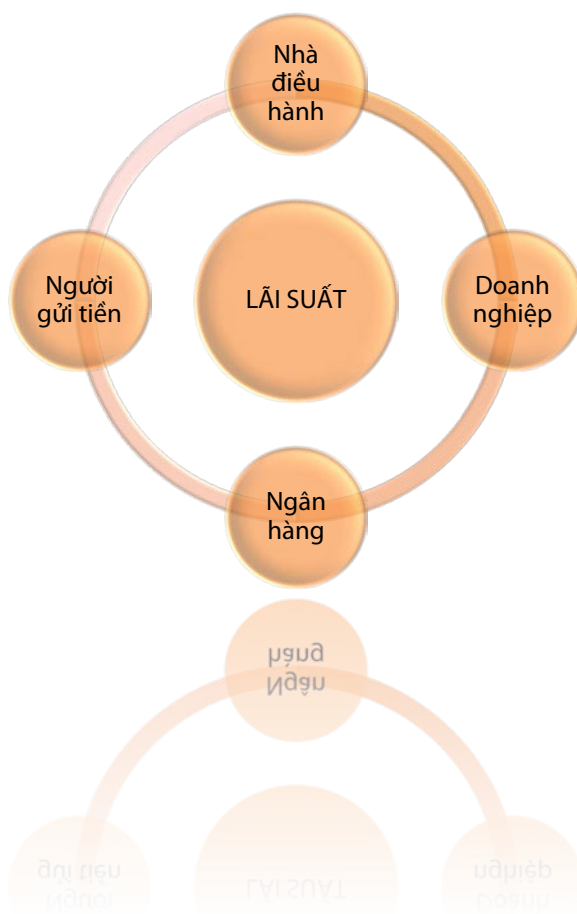 Nhà
điều
hành
Người
gửi tiền
LÃI SUẤT
Doanh
nghiệp
Ngân
hàng